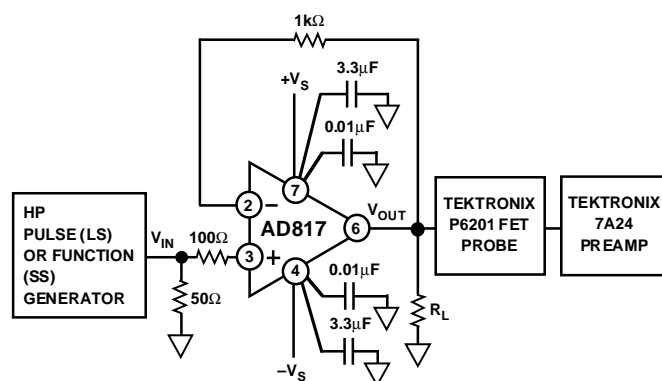 1kΩ
3.3µF
+VS
0.01µF
2
–
7
HP
PULSE (LS)
OR FUNCTION
(SS)
GENERATOR
VIN
100Ω
50Ω
3
+
AD817
4
6
VOUT
TEKTRONIX
P6201 FET
PROBE
TEKTRONIX
7A24
PREAMP
0.01µF
3.3µF
–VS
RL